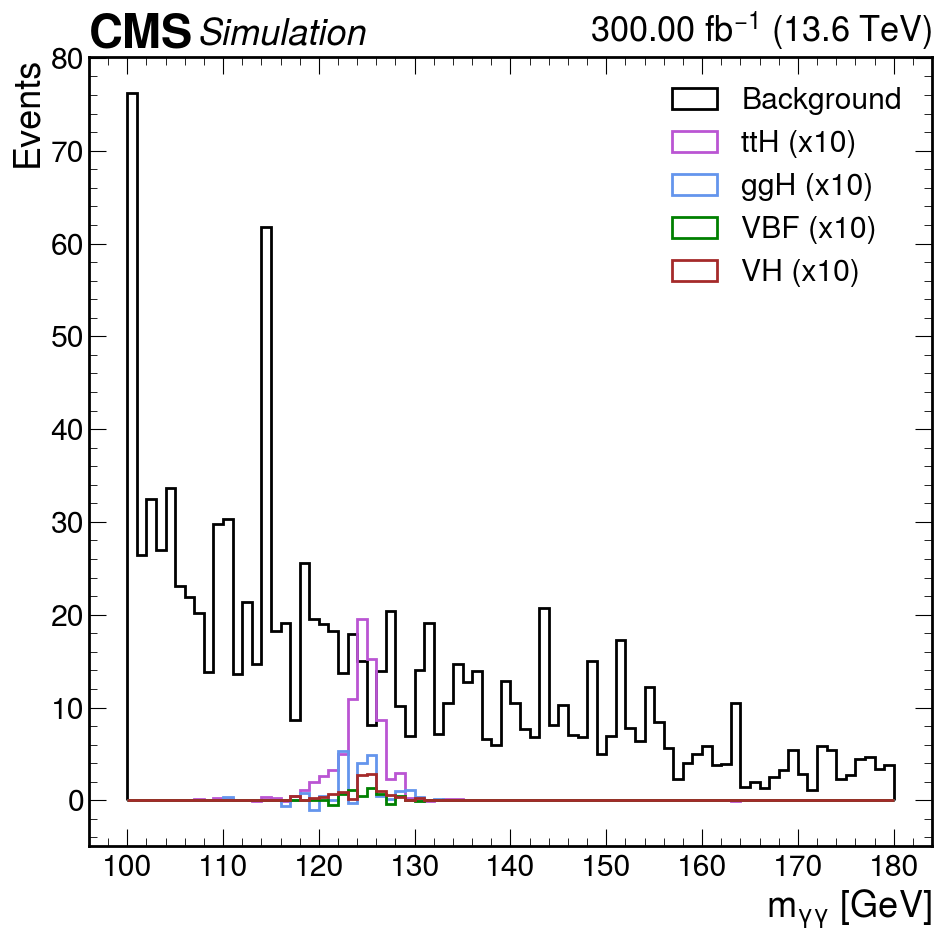 CMS Simulation 300.00 fb⁻¹ (13.6 TeV)
Events
80
70
60
50
40
30
20
10
0
Background
ttH (x10)
ggH (x10)
VBF (x10)
VH (x10)
100 110 120 130 140 150 160 170 180
mγγ [GeV]